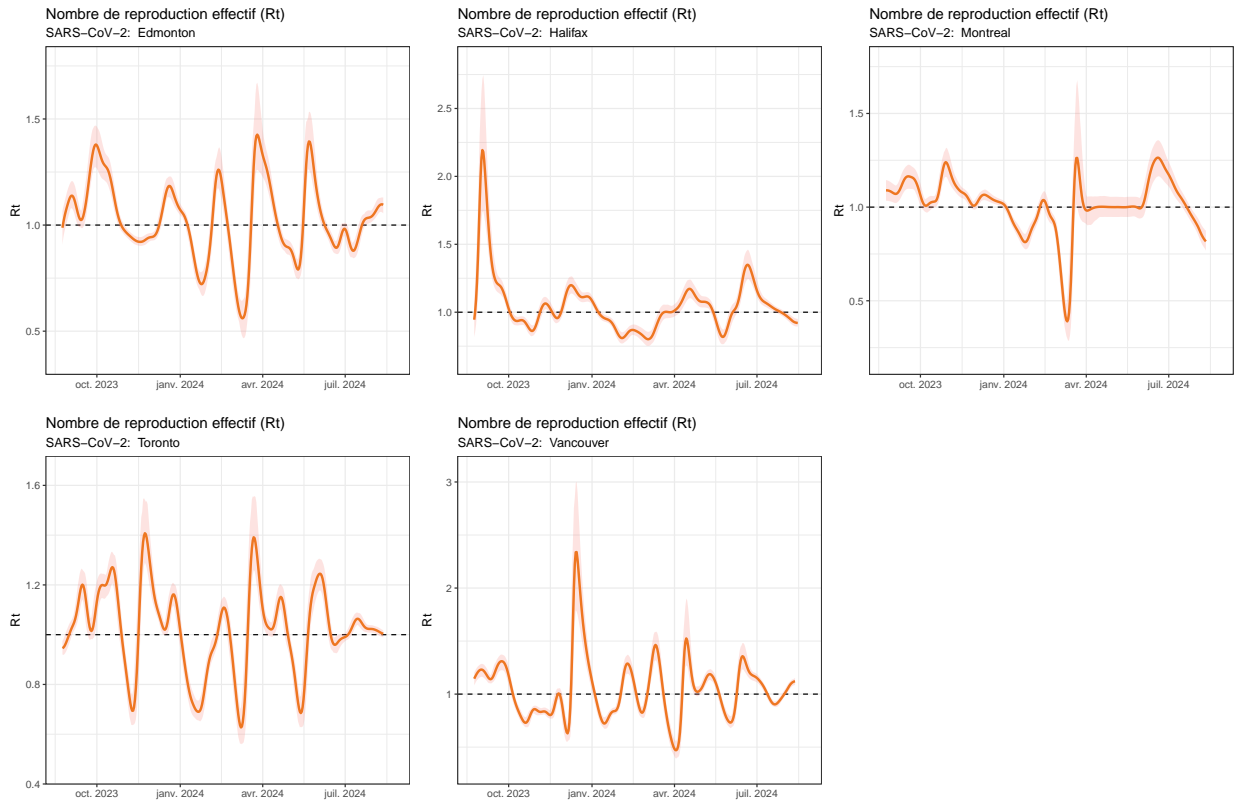 Nombre de reproduction effectif (Rt)
SARS−CoV−2: Edmonton
Rt
1.5
1.0
0.5
oct. 2023
janv. 2024
avr. 2024
juil. 2024
Nombre de reproduction effectif (Rt)
SARS−CoV−2: Halifax
Rt
2.5
2.0
1.5
1.0
oct. 2023
janv. 2024
avr. 2024
juil. 2024
Nombre de reproduction effectif (Rt)
SARS−CoV−2: Montreal
Rt
1.5
1.0
0.5
oct. 2023
janv. 2024
avr. 2024
juil. 2024
Nombre de reproduction effectif (Rt)
SARS−CoV−2: Toronto
Rt
1.6
1.2
0.8
0.4
oct. 2023
janv. 2024
avr. 2024
juil. 2024
Nombre de reproduction effectif (Rt)
SARS−CoV−2: Vancouver
Rt
3
2
1
oct. 2023
janv. 2024
avr. 2024
juil. 2024